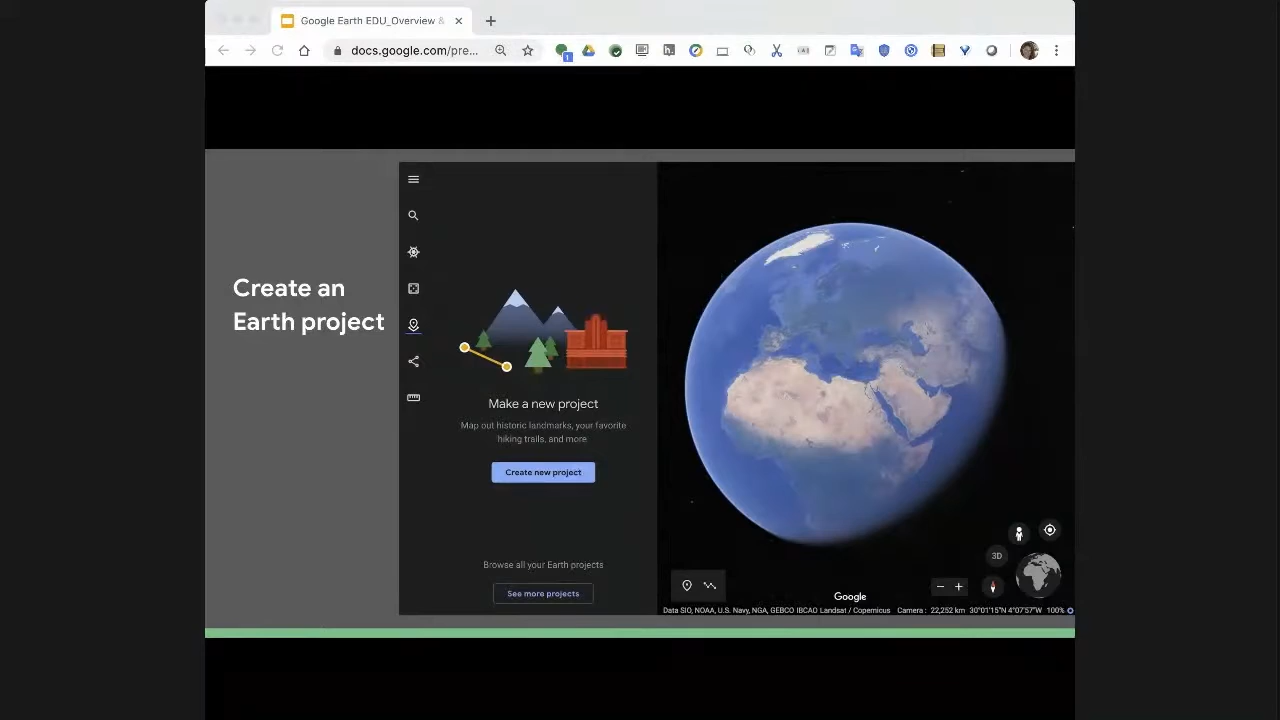 Google Earth EDU_Overview &
docs.google.com/pre...
1
Create an
Earth project
Make a new project
Map out historic landmarks, your favorite
hiking trails, and more
Create new project
Browse all your Earth projects
See more projects
3D
Google
Data SIO, NOAA, U.S. Navy, NGA, GEBCO IBCAO Landsat / Copernicus Camera : 22,252 km 30°01'15"N 4°07'57"W 100%